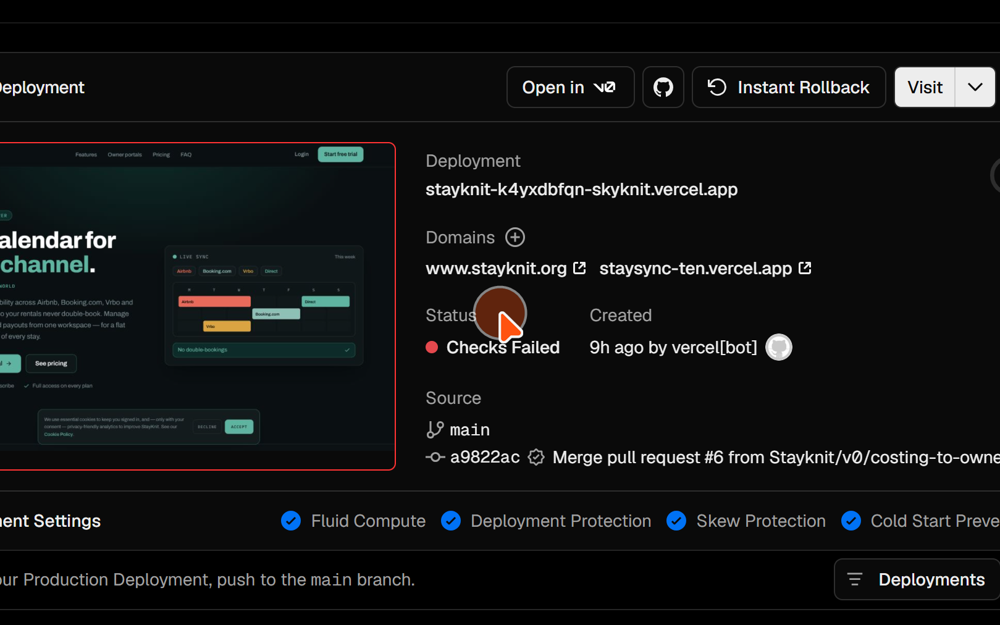 Deployment
Open in v0
Instant Rollback
Visit
Features
Owner portals
Pricing
FAQ
Login
Start free trial
alendar for
channel.
WORLD
bility across Airbnb, Booking.com, Vrbo and
o your rentals never double-book. Manage
d payouts from one workspace — for a flat
of every stay.
See pricing
scribe
Full access on every plan
LIVE SYNC
This week
Airbnb
Booking.com
Vrbo
Direct
M T W T F S S
Airbnb
Direct
Booking.com
Vrbo
No double-bookings
We use essential cookies to keep you signed in, and — only with your
consent — privacy-friendly analytics to improve StayKnit. See our
Cookie Policy.
DECLINE
ACCEPT
Deployment
stayknit-k4yxdbfqn-skyknit.vercel.app
Domains
www.stayknit.org staysync-ten.vercel.app
Status
Created
Checks Failed
9h ago by vercel[bot]
Source
main
a9822ac Merge pull request #6 from Stayknit/v0/costing-to-owne
ent Settings
Fluid Compute
Deployment Protection
Skew Protection
Cold Start Preve
our Production Deployment, push to the main branch.
Deployments